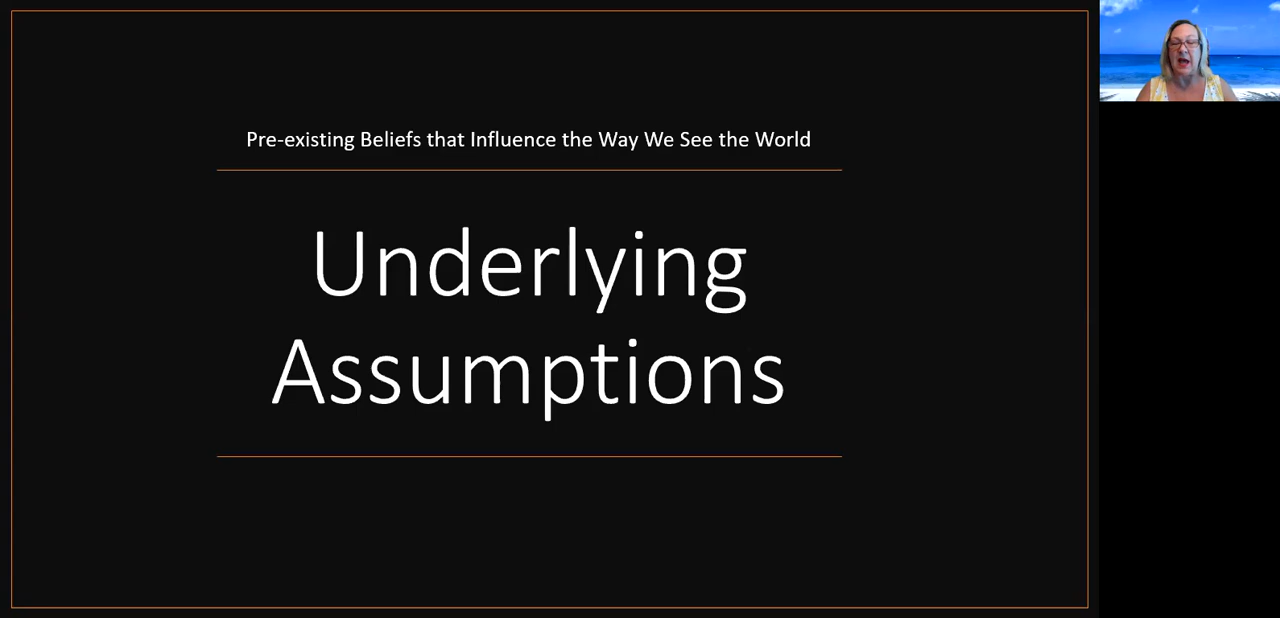 Pre-existing Beliefs that Influence the Way We See the World
Underlying
Assumptions